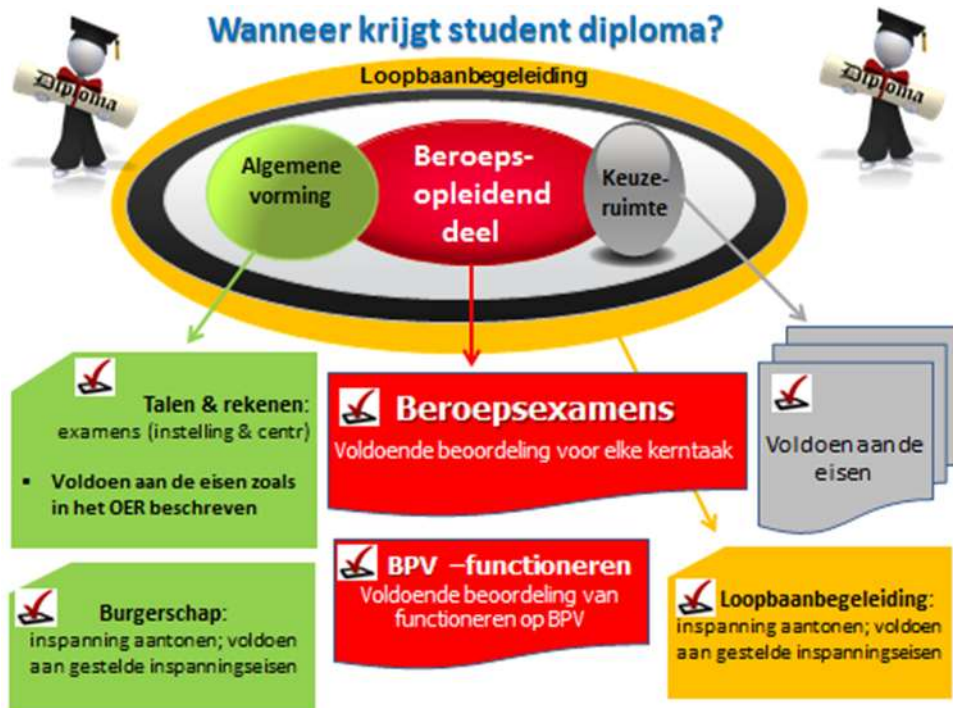 Wanneer krijgt student diploma?
Diploma
Diploma
Loopbaanbegeleiding
Algemene
vorming
Beroeps-
opleidend
deel
Keuze-
ruimte
Talen & rekenen:
examens (instelling & centr)
▪ Voldoen aan de eisen zoals
in het OER beschreven
Beroepsexamens
Voldoende beoordeling voor elke kerntaak
Voldoen aan de
eisen
Burgerschap:
inspanning aantonen; voldoen
aan gestelde inspanningseisen
BPV –functioneren
Voldoende beoordeling van
functioneren op BPV
Loopbaanbegeleiding:
inspanning aantonen; voldoen
aan gestelde inspanningseisen